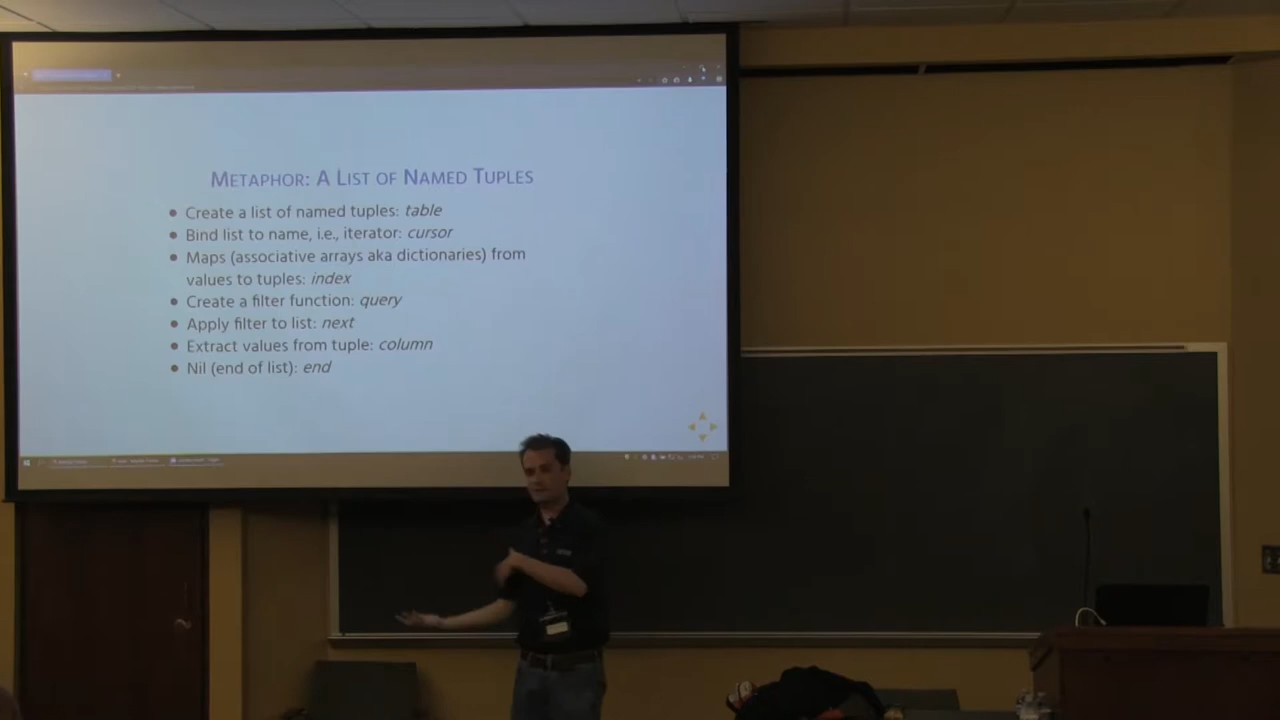 METAPHOR: A LIST OF NAMED TUPLES
• Create a list of named tuples: table
• Bind list to name, i.e., iterator: cursor
• Maps (associative arrays aka dictionaries) from
values to tuples: index
• Create a filter function: query
• Apply filter to list: next
• Extract values from tuple: column
• Nil (end of list): end